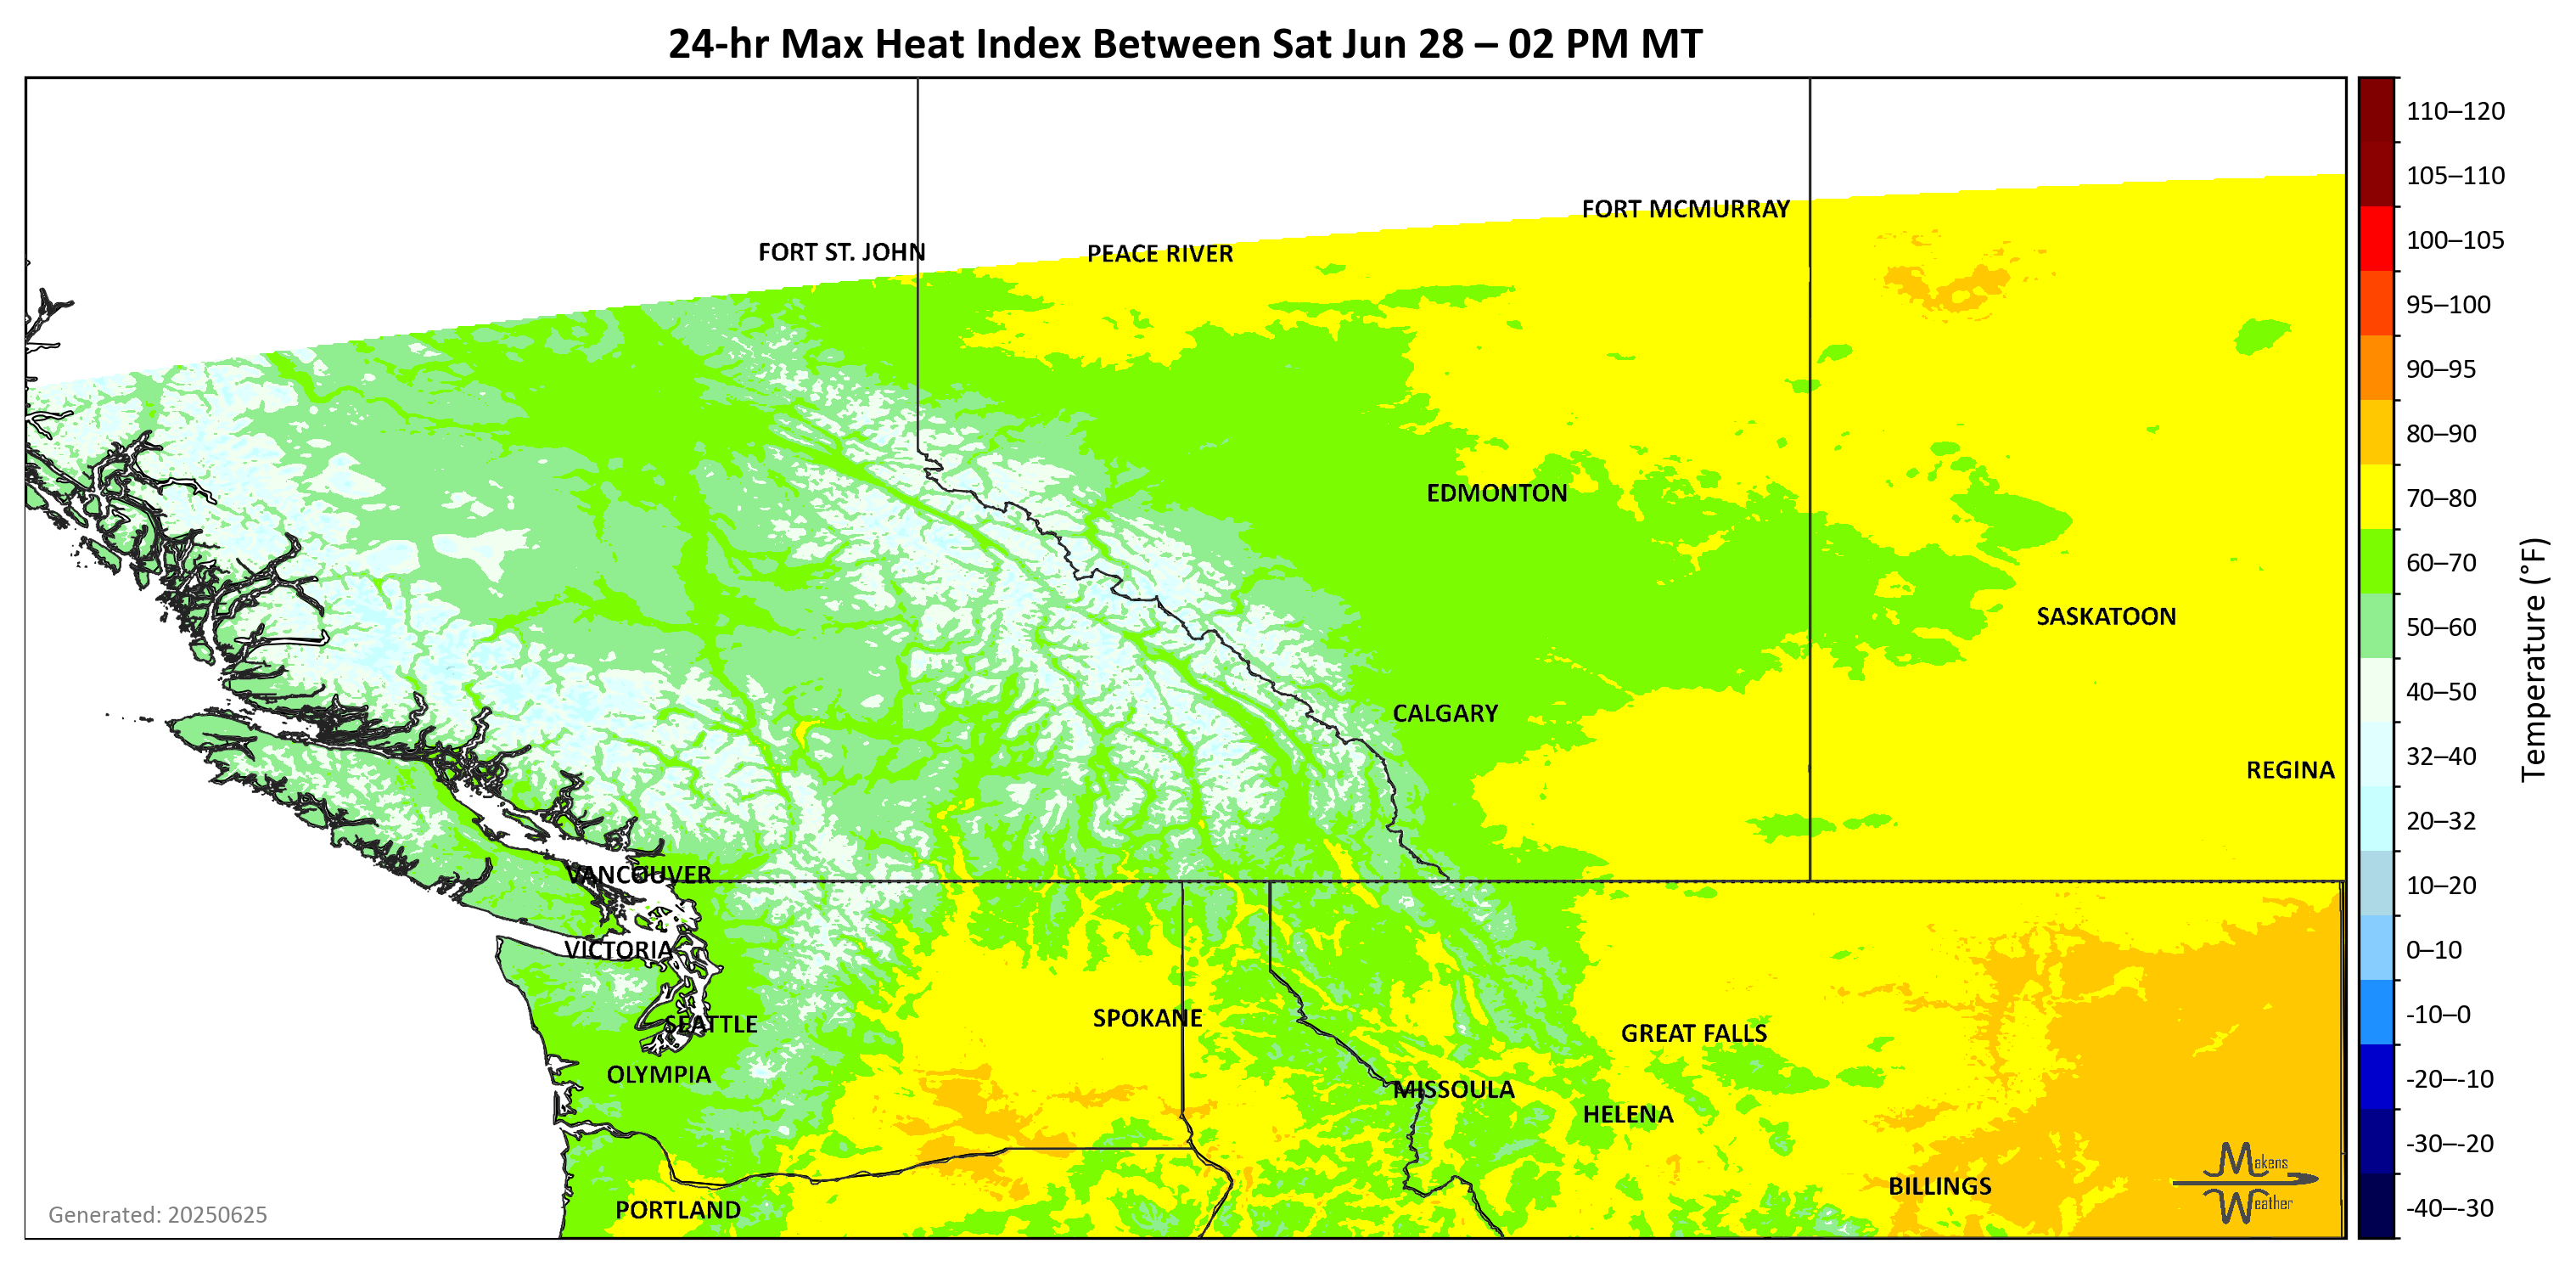 24-hr Max Heat Index Between Sat Jun 28 – 02 PM MT
110–120
105–110
100–105
95–100
90–95
80–90
70–80
60–70
50–60
40–50
32–40
20–32
10–20
0–10
-10–0
-20–-10
-30–-20
-40–-30
Temperature (°F)
FORT MCMURRAY
FORT ST. JOHN
PEACE RIVER
EDMONTON
SASKATOON
CALGARY
REGINA
VANCOUVER
VICTORIA
SPOKANE
SEATTLE
GREAT FALLS
OLYMPIA
MISSOULA
HELENA
BILLINGS
PORTLAND
Makens
Weather
Generated: 20250625